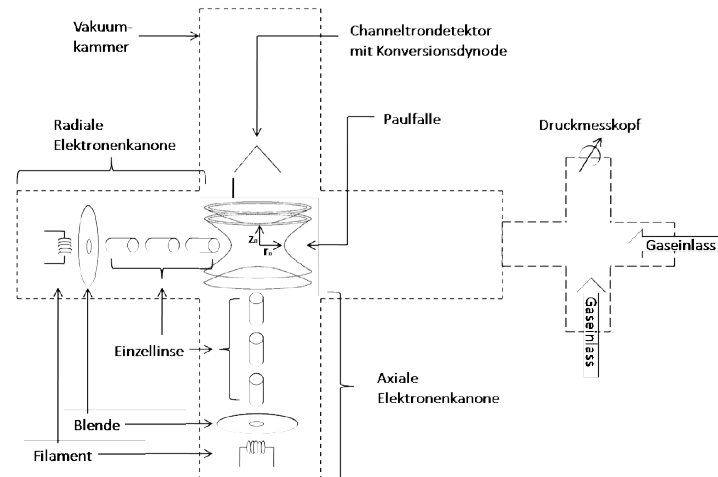 Vakuum-
kammer
Channeltrondetektor
mit Konversionsdynode
Radiale
Elektronenkanone
Paulfalle
Druckmesskopf
z₀
r₀
Gaseinlass
Gaseinlass
Einzellinse
Axiale
Elektronenkanone
Blende
Filament